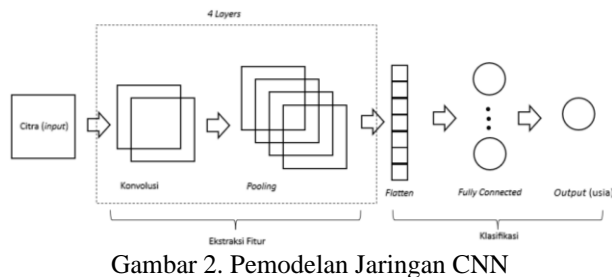 4 Layers
Citra (input)
Konvolusi
Pooling
Flatten
Fully Connected
Output (usia)
Ekstraksi Fitur
Klasifikasi
Gambar 2. Pemodelan Jaringan CNN